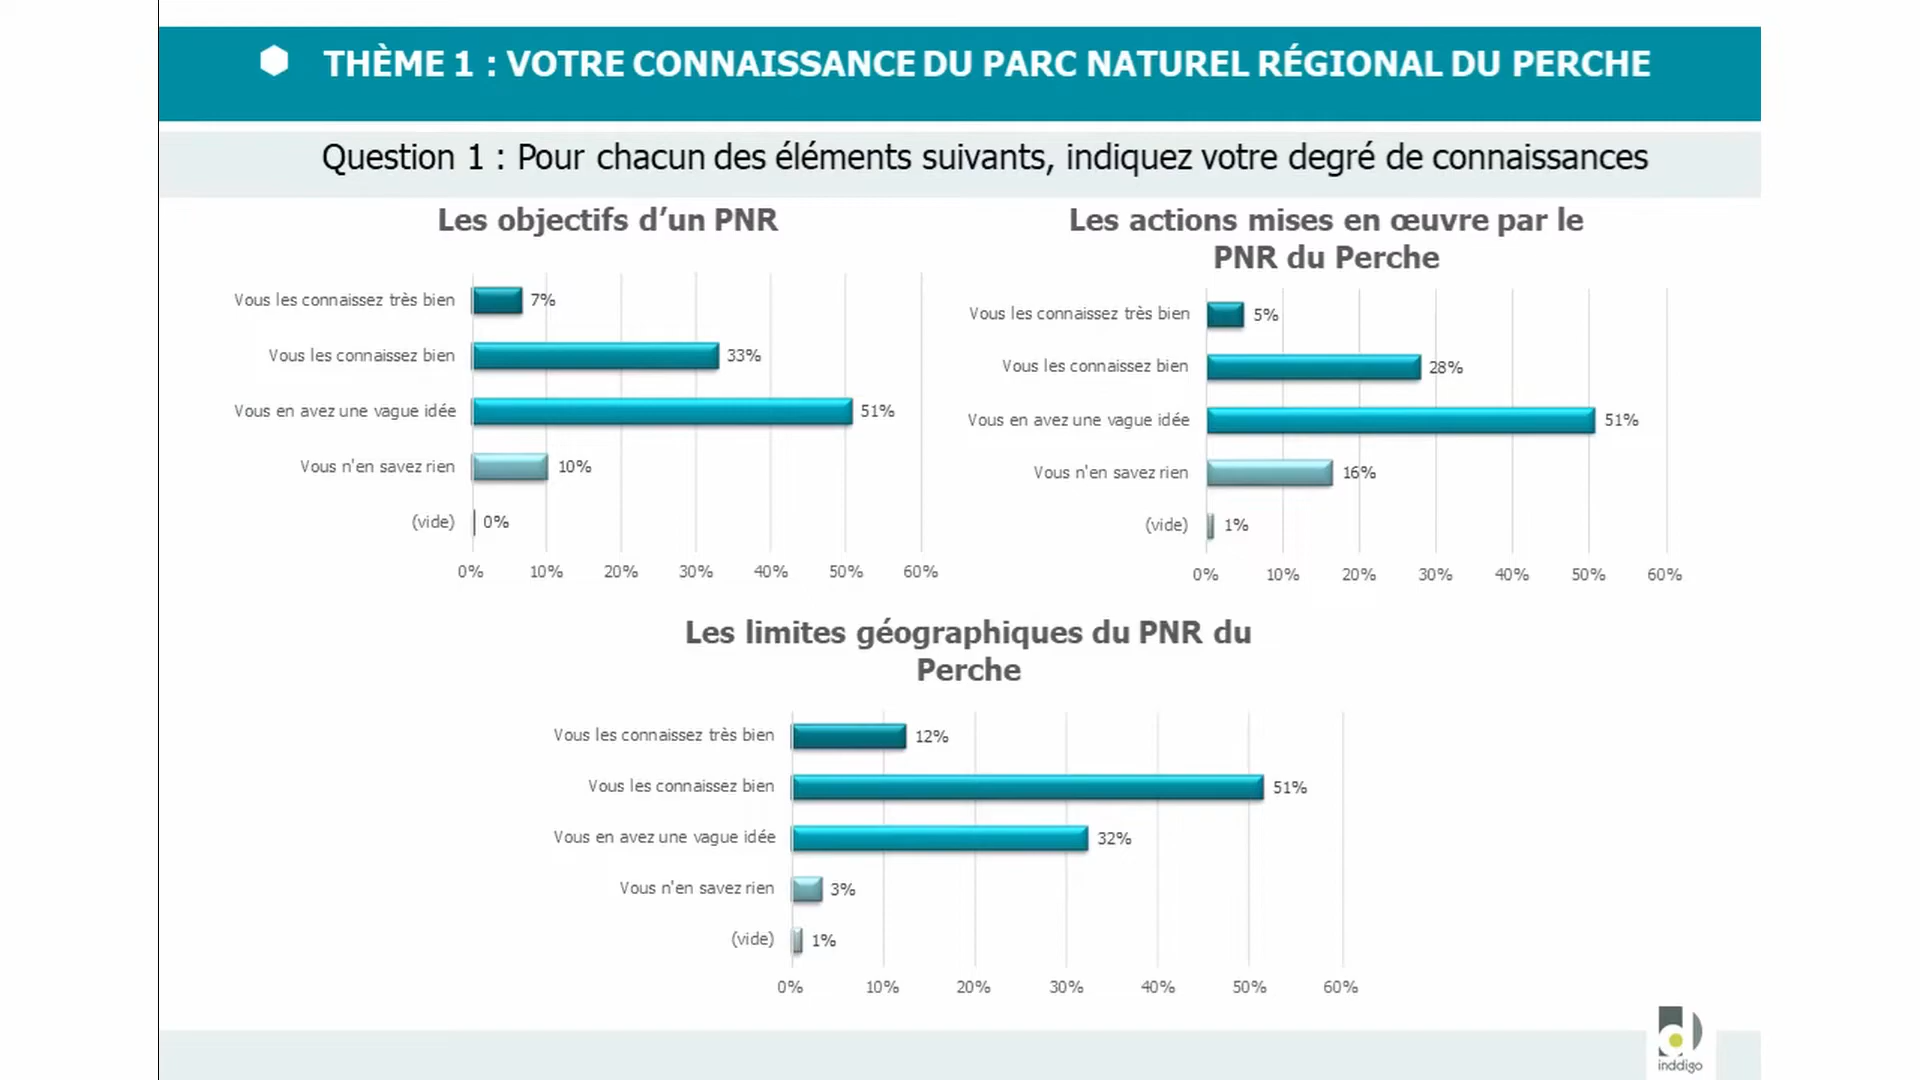 THÈME 1 : VOTRE CONNAISSANCE DU PARC NATUREL RÉGIONAL DU PERCHE
Question 1 : Pour chacun des éléments suivants, indiquez votre degré de connaissances
Les objectifs d'un PNR
Vous les connaissez très bien 7%
Vous les connaissez bien 33%
Vous en avez une vague idée 51%
Vous n'en savez rien 10%
(vide) 0%
0% 10% 20% 30% 40% 50% 60%
Les actions mises en œuvre par le
PNR du Perche
Vous les connaissez très bien 5%
Vous les connaissez bien 28%
Vous en avez une vague idée 51%
Vous n'en savez rien 16%
(vide) 1%
0% 10% 20% 30% 40% 50% 60%
Les limites géographiques du PNR du
Perche
Vous les connaissez très bien 12%
Vous les connaissez bien 51%
Vous en avez une vague idée 32%
Vous n'en savez rien 3%
(vide) 1%
0% 10% 20% 30% 40% 50% 60%
inddigo